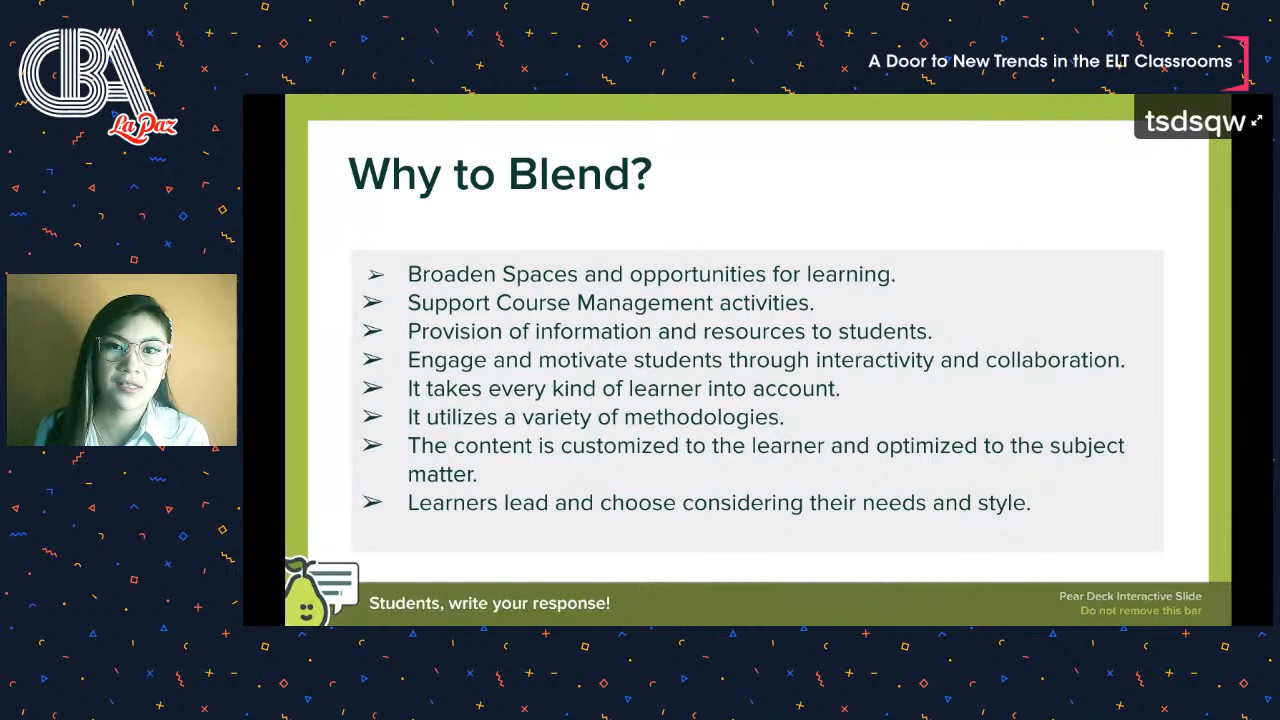 CBA
La Paz
A Door to New Trends in the ELT Classrooms
tsdsqw
Why to Blend?
➢ Broaden Spaces and opportunities for learning.
➢ Support Course Management activities.
➢ Provision of information and resources to students.
➢ Engage and motivate students through interactivity and collaboration.
➢ It takes every kind of learner into account.
➢ It utilizes a variety of methodologies.
➢ The content is customized to the learner and optimized to the subject
matter.
➢ Learners lead and choose considering their needs and style.
Students, write your response!
Pear Deck Interactive Slide
Do not remove this bar